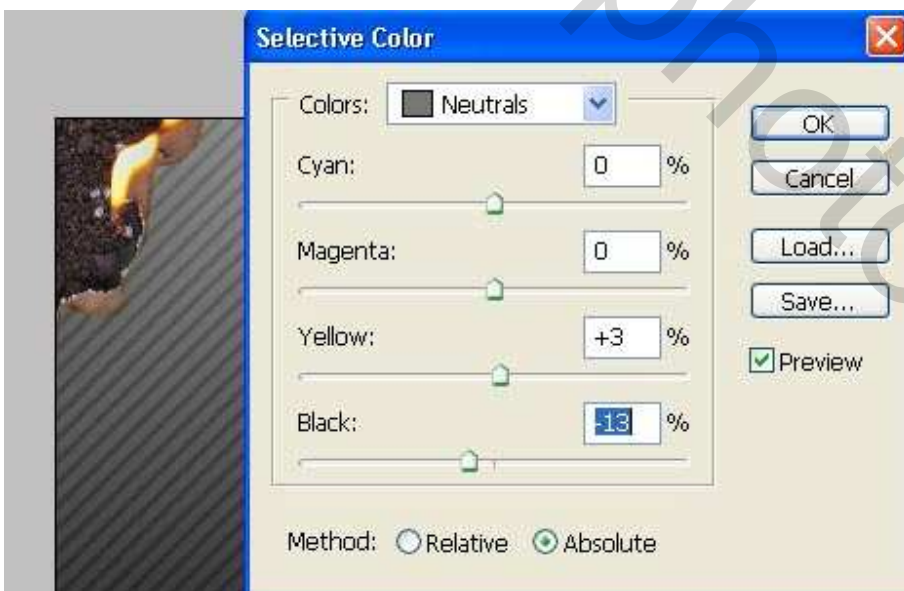 Selective Color
Colors: Neutrals
Cyan: 0 %
Magenta: 0 %
Yellow: +3 %
Black: -13 %
Method: Relative Absolute
OK
Cancel
Load...
Save...
Preview